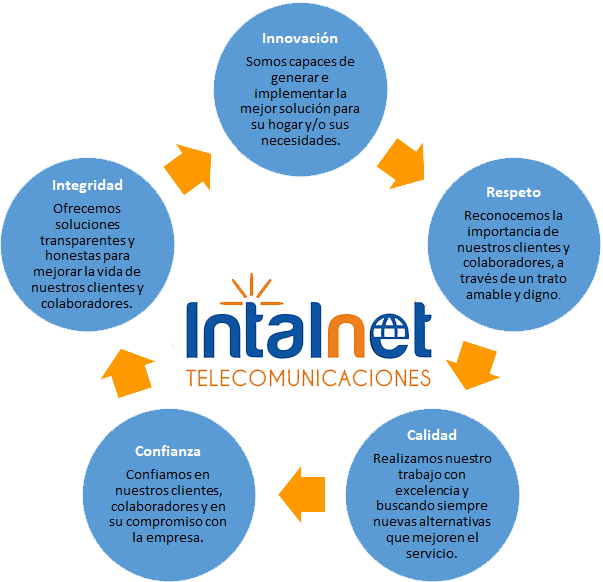 Innovación
Somos capaces de
generar e
implementar la
mejor solución para
su hogar y/o sus
necesidades.
Respeto
Reconocemos la
importancia de
nuestros clientes y
colaboradores, a
través de un trato
amable y digno.
Calidad
Realizamos nuestro
trabajo con
excelencia y
buscando siempre
nuevas alternativas
que mejoren el
servicio.
Confianza
Confiamos en
nuestros clientes,
colaboradores y en
su compromiso con
la empresa.
Integridad
Ofrecemos
soluciones
transparentes y
honestas para
mejorar la vida de
nuestros clientes y
colaboradores.
Intalnet
TELECOMUNICACIONES